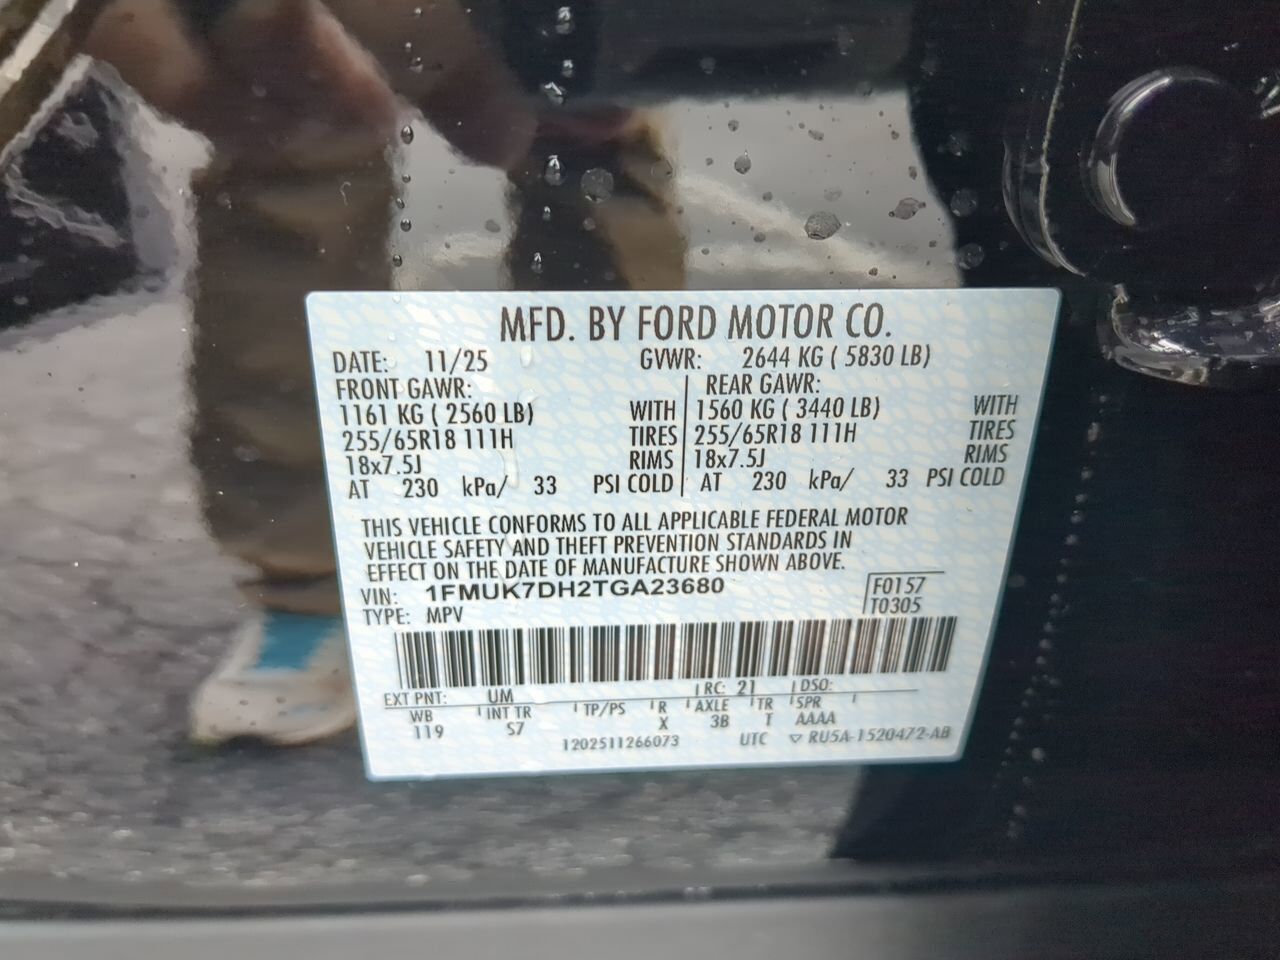 MFD. BY FORD MOTOR CO.
DATE: 11/25 GVWR: 2644 KG ( 5830 LB)
FRONT GAWR: REAR GAWR:
1161 KG ( 2560 LB) WITH 1560 KG ( 3440 LB) WITH
255/65R18 111H TIRES 255/65R18 111H TIRES
18x7.5J RIMS 18x7.5J RIMS
AT 230 kPa/ 33 PSI COLD AT 230 kPa/ 33 PSI COLD
THIS VEHICLE CONFORMS TO ALL APPLICABLE FEDERAL MOTOR
VEHICLE SAFETY AND THEFT PREVENTION STANDARDS IN
EFFECT ON THE DATE OF MANUFACTURE SHOWN ABOVE.
VIN: 1FMUK7DH2TGA23680 F0157
TYPE: MPV T0305
EXT PNT: UM RC: 21 DSO:
WB INT TR TP/PS R AXLE TR SPR
119 S7 X 3B T AAAA
1202511266073 UTC ▽ RU5A-1520472-AB